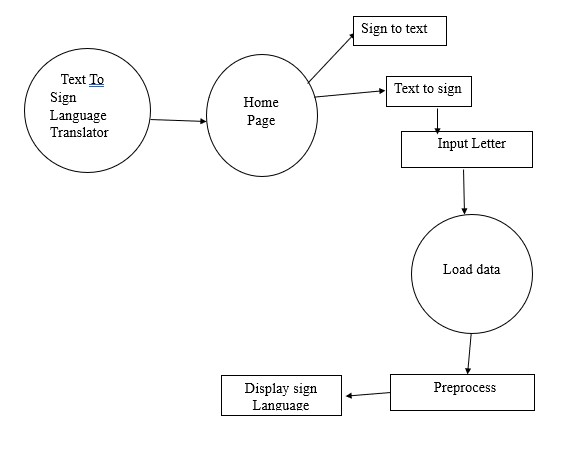 Text To
Sign
Language
Translator
Home
Page
Sign to text
Text to sign
Input Letter
Load data
Preprocess
Display sign
Language